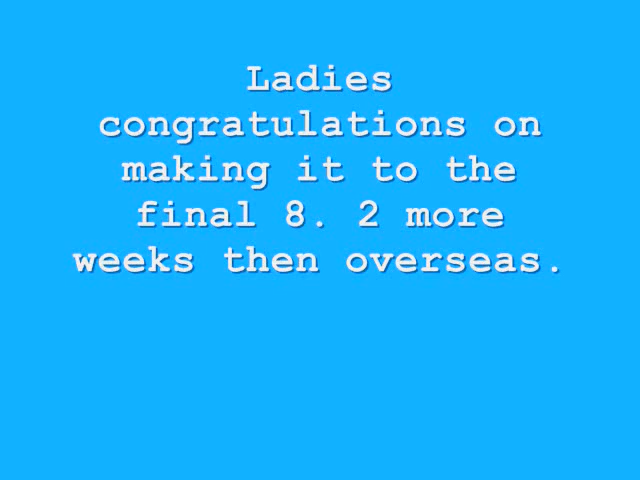 Ladies
congratulations on
making it to the
final 8. 2 more
weeks then overseas.